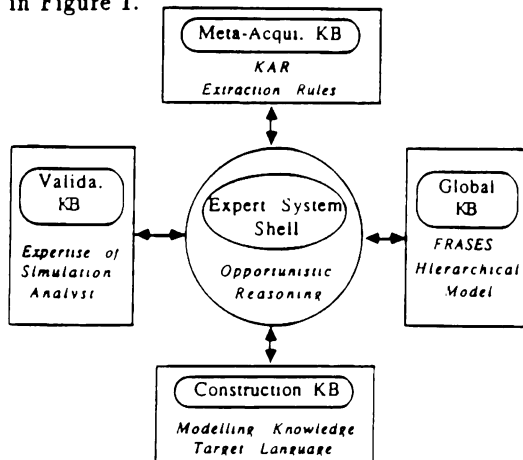 in Figure 1.
Meta-Acqui. KB
KAR
Extraction Rules
Valida.
KB
Expertise of
Simulation
Analyst
Expert System
Shell
Opportunistic
Reasoning
Global
KB
FRASES
Hierarchical
Model
Construction KB
Modelling Knowledge
Target Language